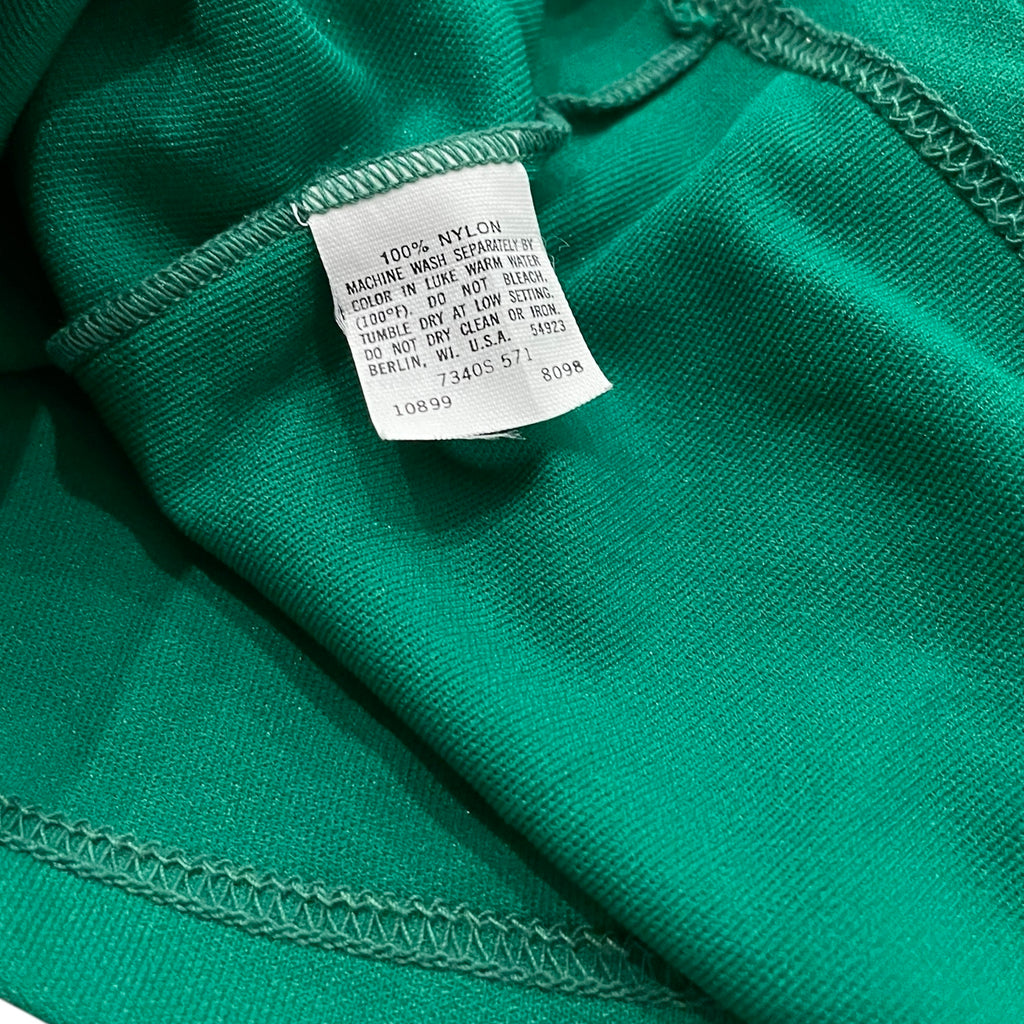 100% NYLON
MACHINE WASH SEPARATELY BY
COLOR IN LUKE WARM WATER
(100°F). DO NOT BLEACH.
TUMBLE DRY AT LOW SETTING.
DO NOT DRY CLEAN OR IRON.
BERLIN, WI. U.S.A. 54923
7340S 571
10899 8098